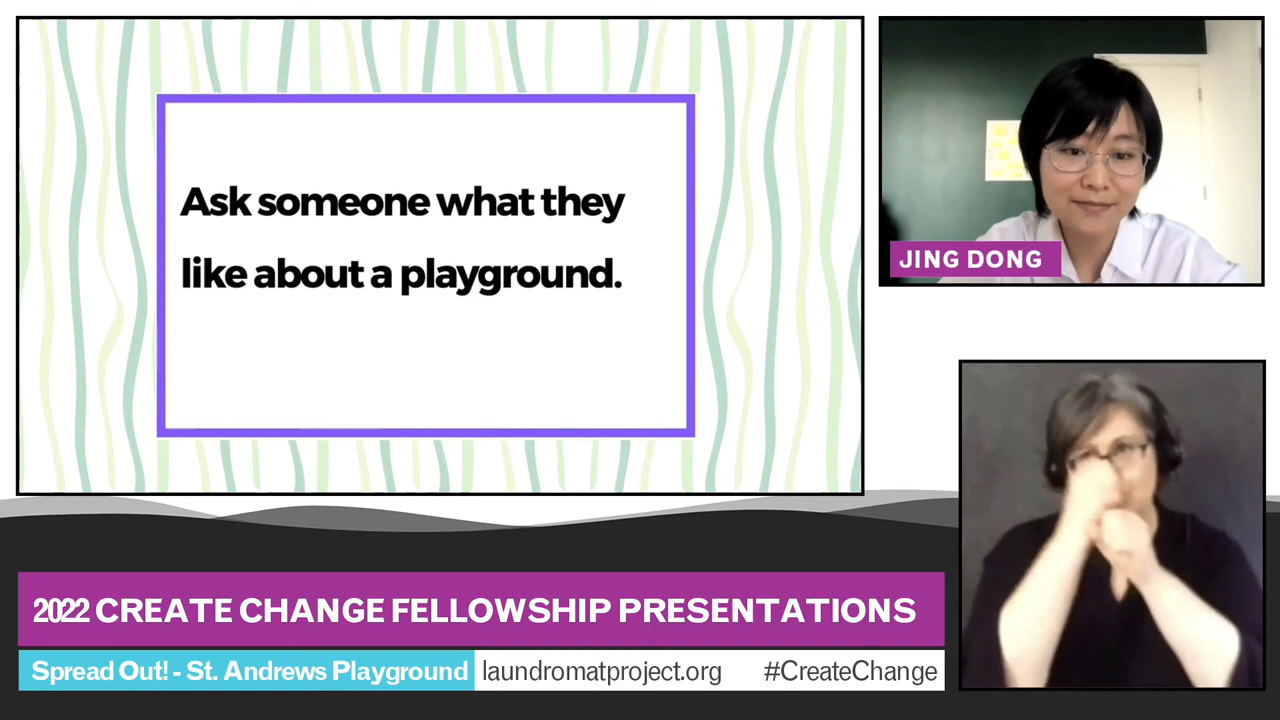 Ask someone what they
like about a playground.
JING DONG
2022 CREATE CHANGE FELLOWSHIP PRESENTATIONS
Spread Out! - St. Andrews Playground
laundromatproject.org
#CreateChange